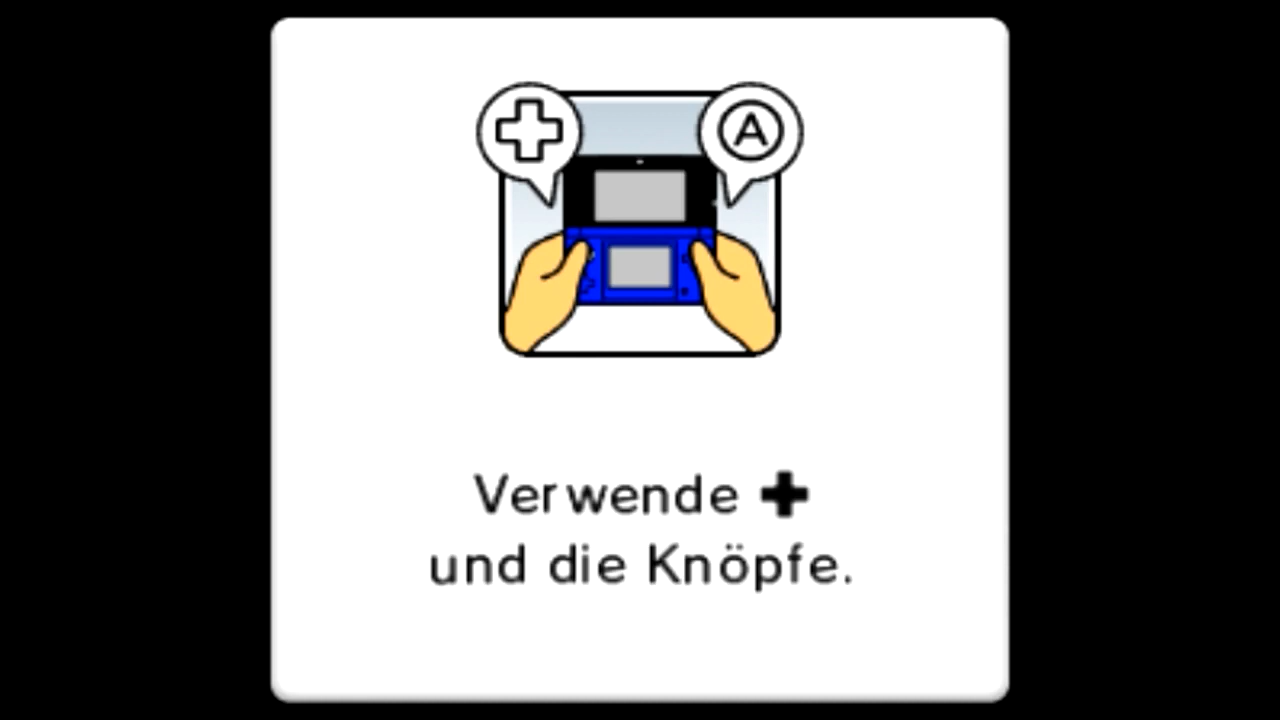 A
Verwende ✚
und die Knöpfe.